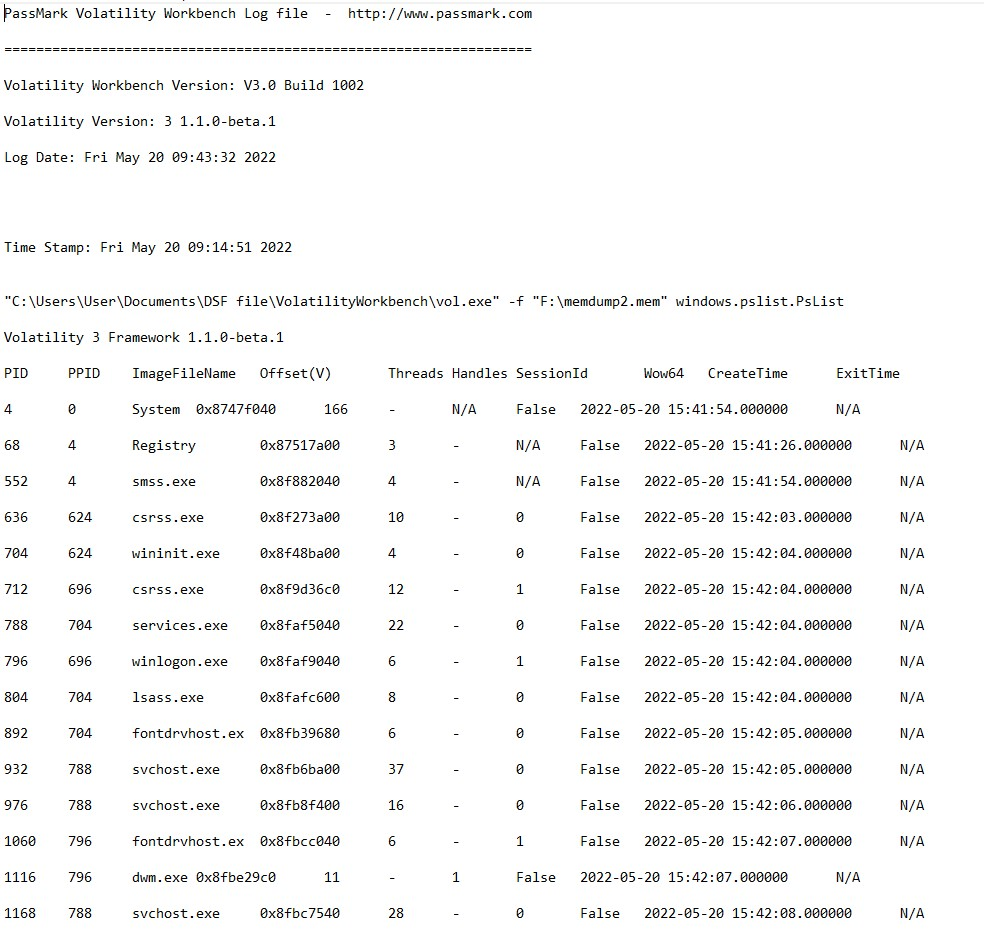 PassMark Volatility Workbench Log file  -  http://www.passmark.com
==================================================================
Volatility Workbench Version: V3.0 Build 1002
Volatility Version: 3 1.1.0-beta.1
Log Date: Fri May 20 09:43:32 2022
Time Stamp: Fri May 20 09:14:51 2022
"C:\Users\User\Documents\DSF file\VolatilityWorkbench\vol.exe" -f "F:\memdump2.mem" windows.pslist.PsList
Volatility 3 Framework 1.1.0-beta.1
PID PPID ImageFileName Offset(V) Threads Handles SessionId Wow64 CreateTime ExitTime
4 0 System 0x8747f040 166 - N/A False 2022-05-20 15:41:54.000000 N/A
68 4 Registry 0x87517a00 3 - N/A False 2022-05-20 15:41:26.000000 N/A
552 4 smss.exe 0x8f882040 4 - N/A False 2022-05-20 15:41:54.000000 N/A
636 624 csrss.exe 0x8f273a00 10 - 0 False 2022-05-20 15:42:03.000000 N/A
704 624 wininit.exe 0x8f48ba00 4 - 0 False 2022-05-20 15:42:04.000000 N/A
712 696 csrss.exe 0x8f9d36c0 12 - 1 False 2022-05-20 15:42:04.000000 N/A
788 704 services.exe 0x8faf5040 22 - 0 False 2022-05-20 15:42:04.000000 N/A
796 696 winlogon.exe 0x8faf9040 6 - 1 False 2022-05-20 15:42:04.000000 N/A
804 704 lsass.exe 0x8fafc600 8 - 0 False 2022-05-20 15:42:04.000000 N/A
892 704 fontdrvhost.ex 0x8fb39680 6 - 0 False 2022-05-20 15:42:05.000000 N/A
932 788 svchost.exe 0x8fb6ba00 37 - 0 False 2022-05-20 15:42:05.000000 N/A
976 788 svchost.exe 0x8fb8f400 16 - 0 False 2022-05-20 15:42:06.000000 N/A
1060 796 fontdrvhost.ex 0x8fbcc040 6 - 1 False 2022-05-20 15:42:07.000000 N/A
1116 796 dwm.exe 0x8fbe29c0 11 - 1 False 2022-05-20 15:42:07.000000 N/A
1168 788 svchost.exe 0x8fbc7540 28 - 0 False 2022-05-20 15:42:08.000000 N/A